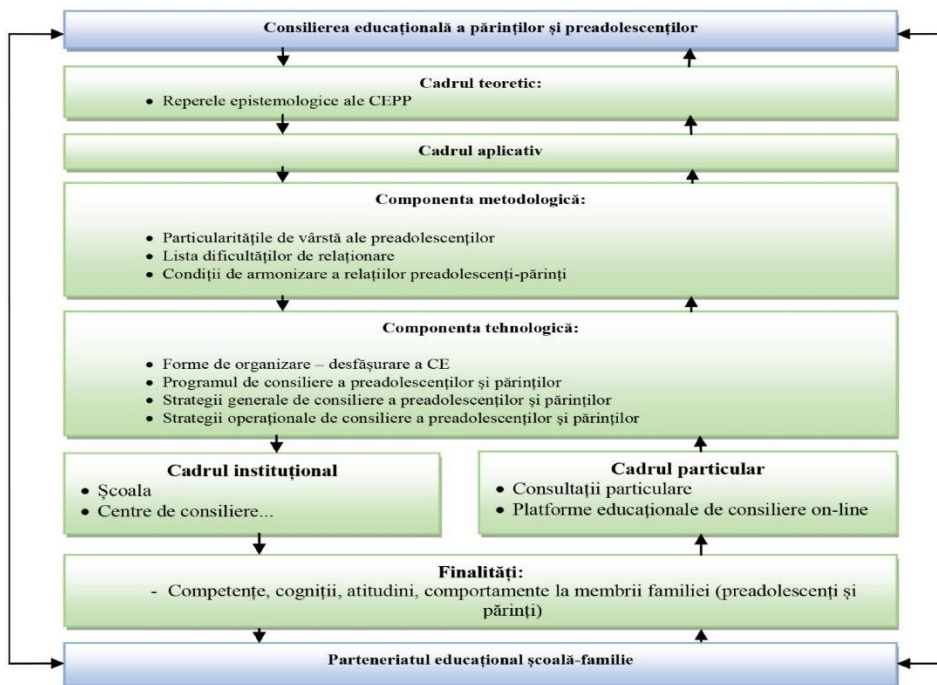 Consilierea educațională a părinților și preadolescenților
Cadrul teoretic:
• Reperele epistemologice ale CEPP
Cadrul aplicativ
Componenta metodologică:
• Particularitățile de vârstă ale preadolescenților
• Lista dificultăților de relaționare
• Condiții de armonizare a relațiilor preadolescenți-părinți
Componenta tehnologică:
• Forme de organizare – desfășurare a CE
• Programul de consiliere a preadolescenților și părinților
• Strategii generale de consiliere a preadolescenților și părinților
• Strategii operaționale de consiliere a preadolescenților și părinților
Cadrul instituțional
• Școala
• Centre de consiliere...
Cadrul particular
• Consultații particulare
• Platforme educaționale de consiliere on-line
Finalități:
- Competențe, cogniții, atitudini, comportamente la membrii familiei (preadolescenți și
părinți)
Parteneriatul educațional școală-familie